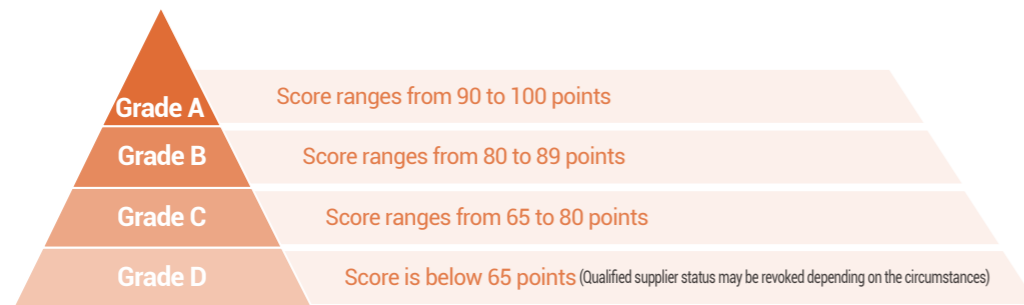 Grade A Score ranges from 90 to 100 points
Grade B Score ranges from 80 to 89 points
Grade C Score ranges from 65 to 80 points
Grade D Score is below 65 points (Qualified supplier status may be revoked depending on the circumstances)